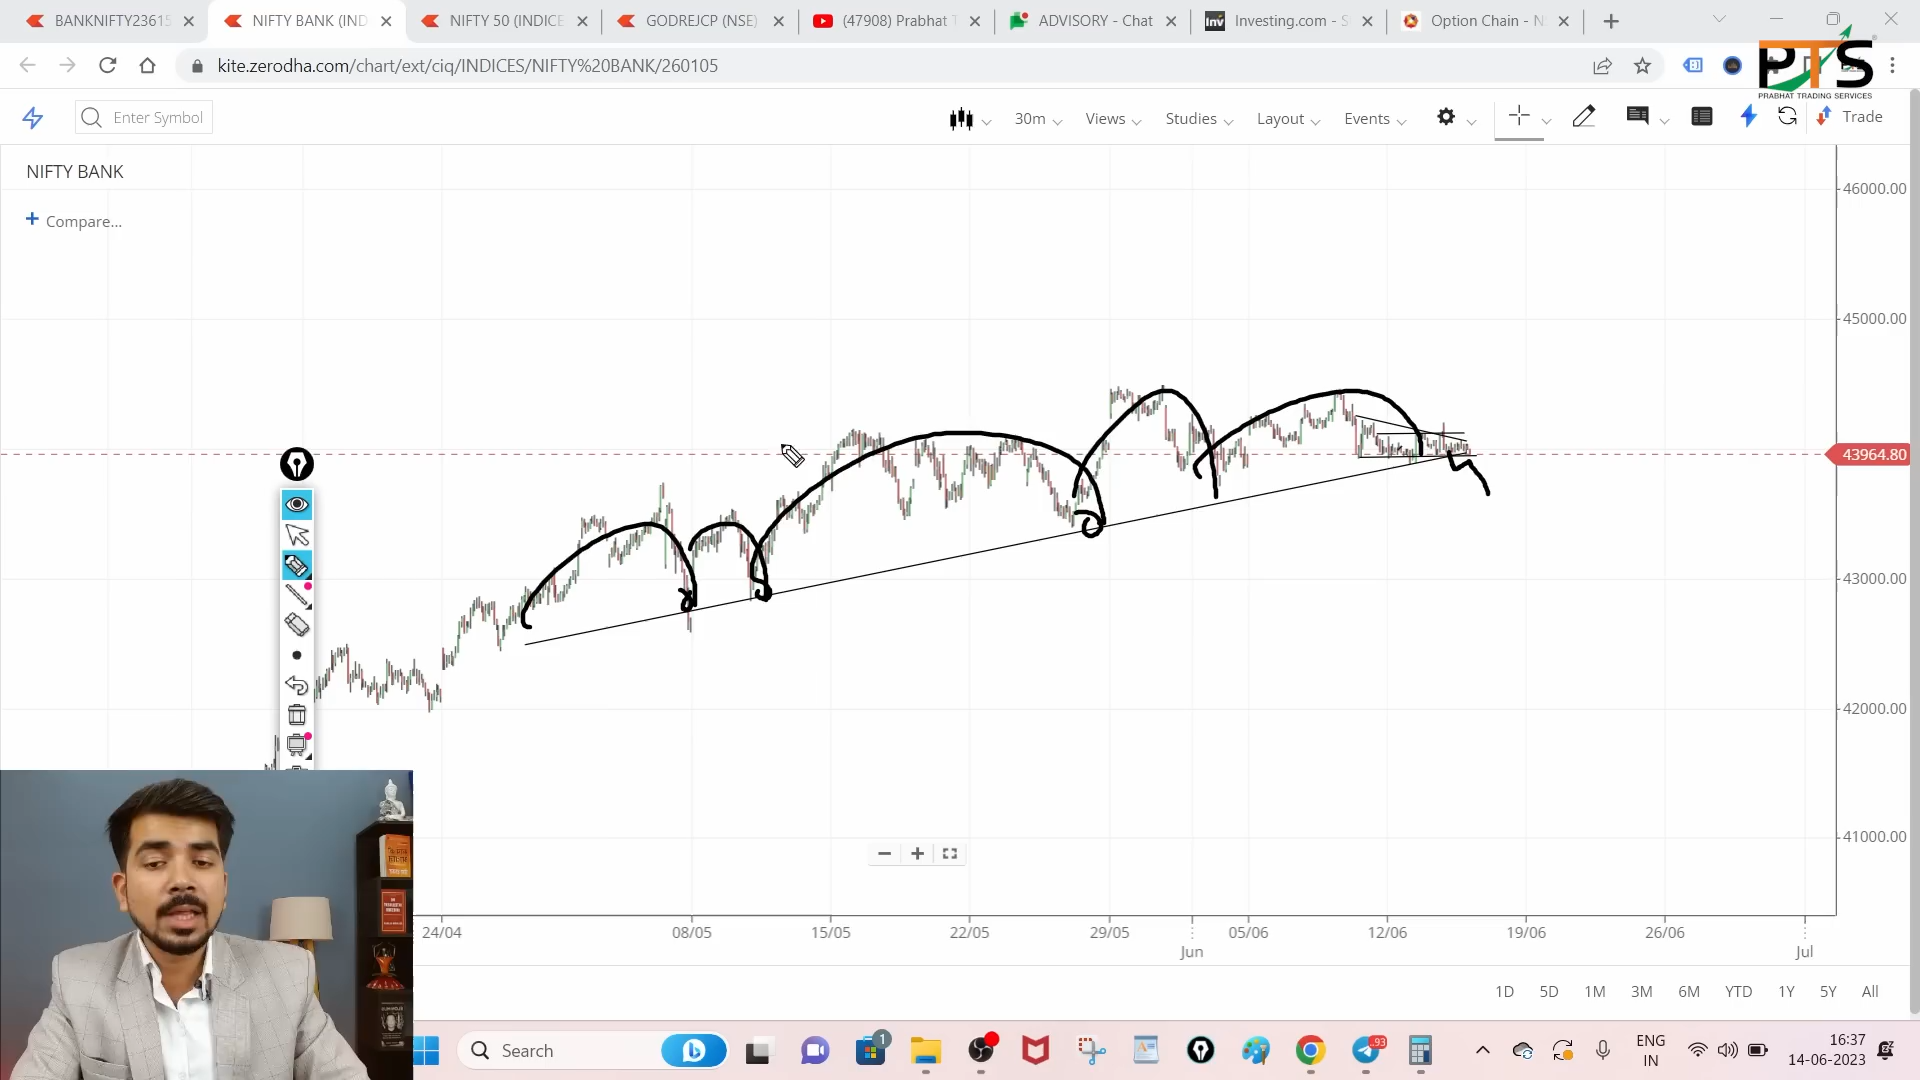 BANKNIFTY23615
NIFTY BANK (IND
NIFTY 50 (INDICE
GODREJCP (NSE)
(47908) Prabhat T
ADVISORY - Chat
Inv
Investing.com - S
Option Chain - N
kite.zerodha.com/chart/ext/ciq/INDICES/NIFTY%20BANK/260105
PTS
PRABHAT TRADING SERVICES
Enter Symbol
30m
Views
Studies
Layout
Events
Trade
NIFTY BANK
+ Compare...
46000.00
45000.00
43964.80
43000.00
42000.00
41000.00
24/04
08/05
15/05
22/05
29/05
05/06
12/06
19/06
26/06
Jun
Jul
1D
5D
1M
3M
6M
YTD
1Y
5Y
All
Search
1
93
ENG
IN
16:37
14-06-2023